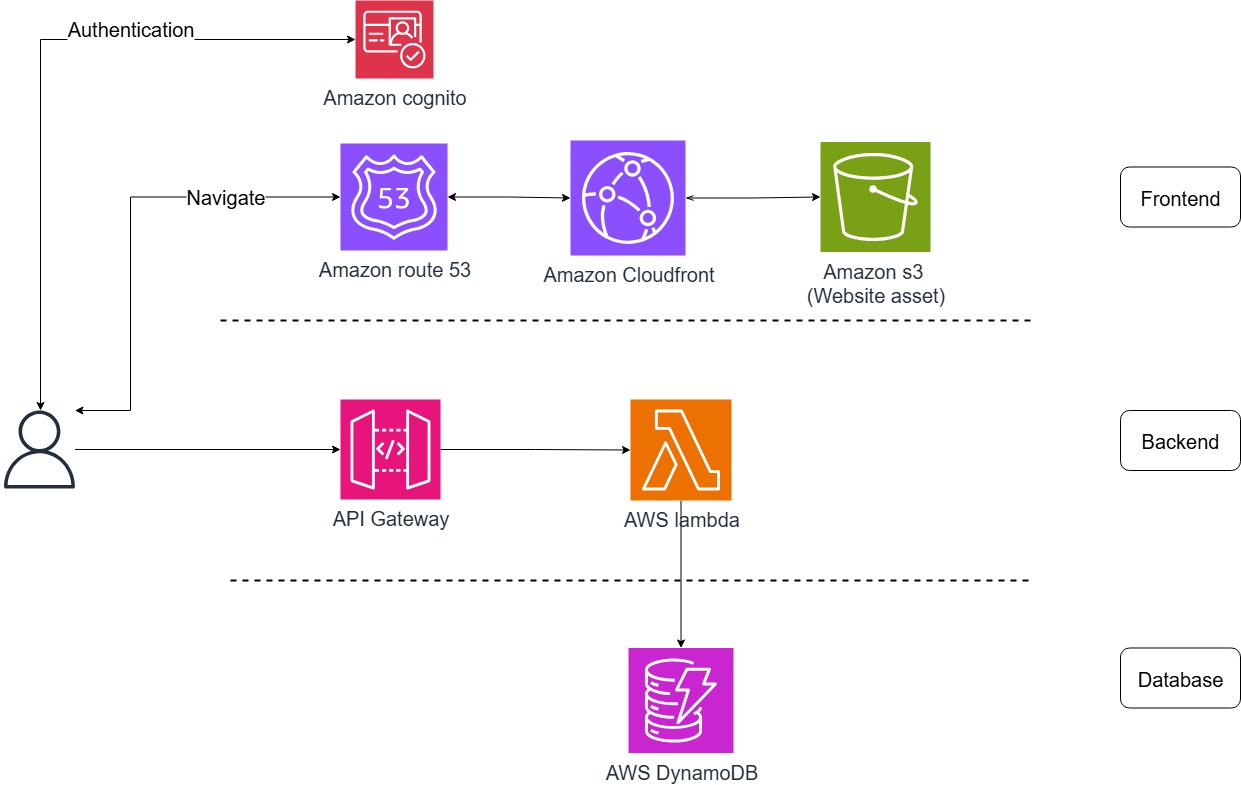 Authentication
Amazon cognito
Navigate
53
Amazon route 53
Amazon Cloudfront
Amazon s3
(Website asset)
Frontend
</>
API Gateway
AWS lambda
Backend
AWS DynamoDB
Database